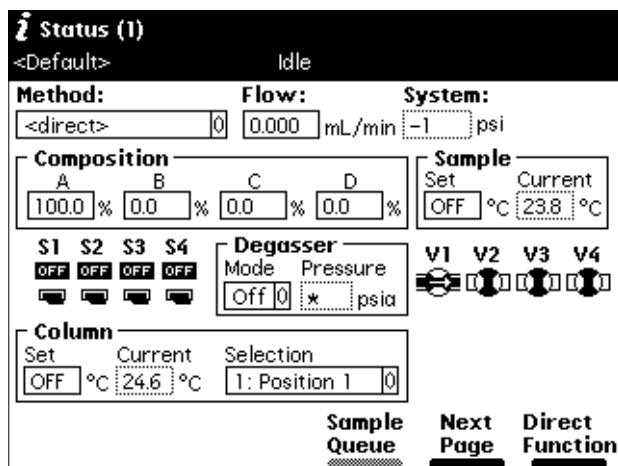 i Status (1)
<Default> Idle
Method: Flow: System:
<direct> 0 0.000 mL/min -1 psi
Composition Sample
A B C D Set Current
100.0 % 0.0 % 0.0 % 0.0 % OFF °C 23.8 °C
S1 S2 S3 S4 Degasser V1 V2 V3 V4
OFF OFF OFF OFF Mode Pressure
Off 0 * psia
Column
Set Current Selection
OFF °C 24.6 °C 1: Position 1 0
Sample Next Direct
Queue Page Function